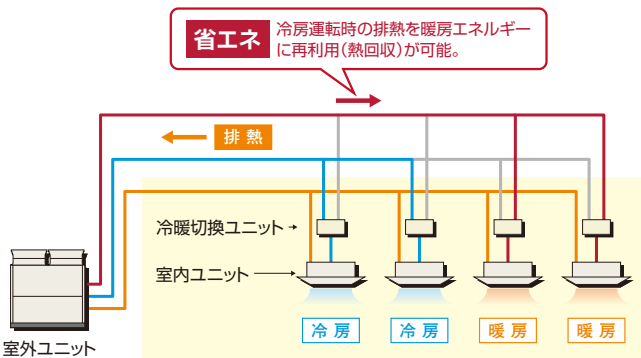 省エネ
冷房運転時の排熱を暖房エネルギー
に再利用(熱回収)が可能。
排熱
冷暖切換ユニット
室内ユニット
室外ユニット
冷房
冷房
暖房
暖房